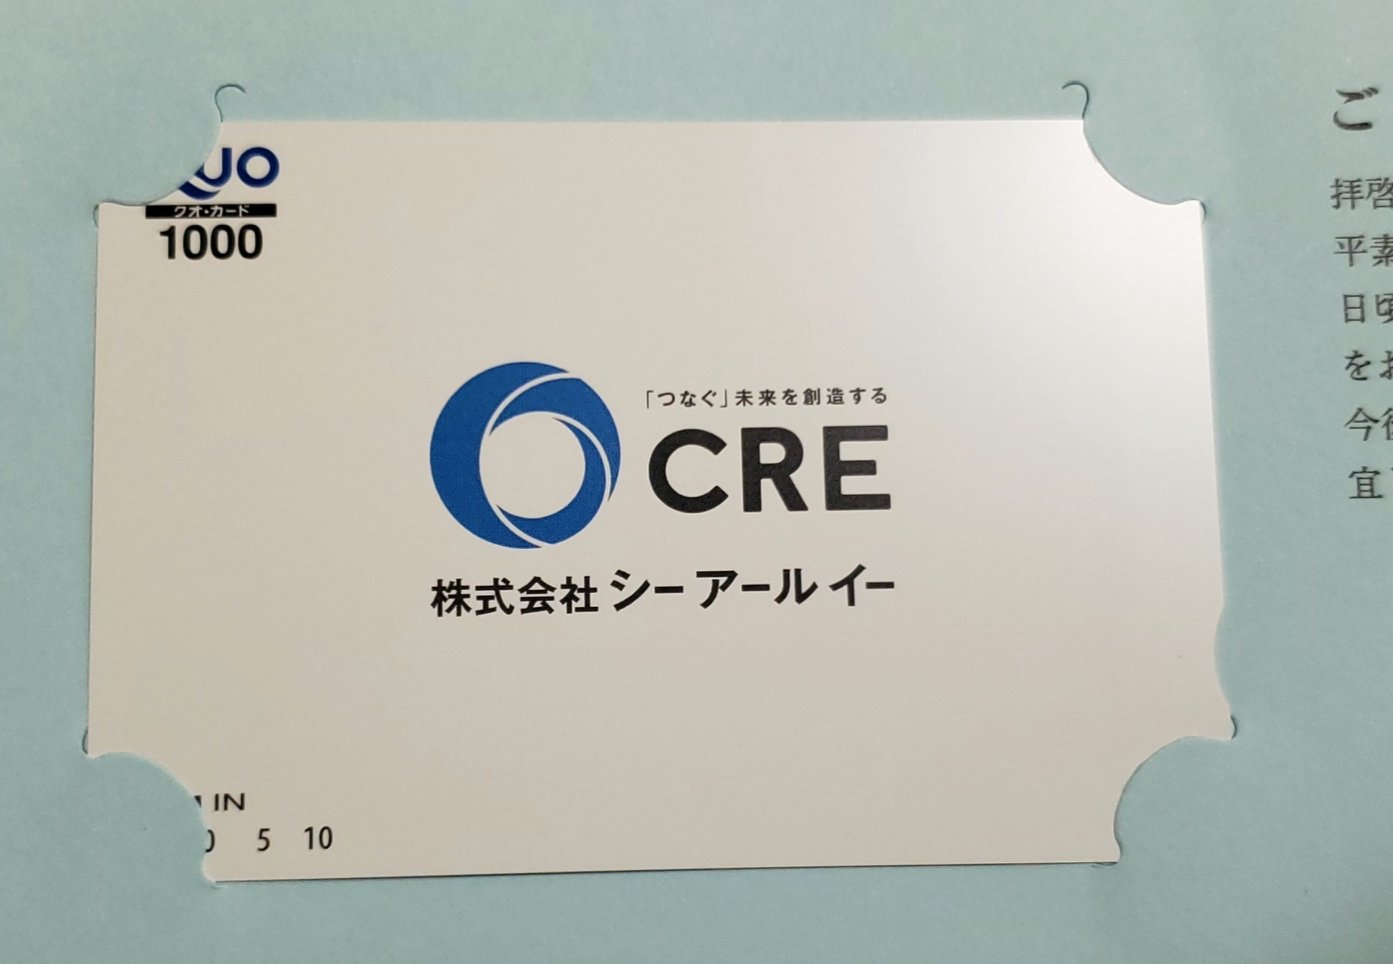 QUO
クオ・カード
1000
「つなぐ」未来を創造する
CRE
株式会社シーアールイー
IN
5 10
ご
拝啓
平素
日頃
をお
今後
宜